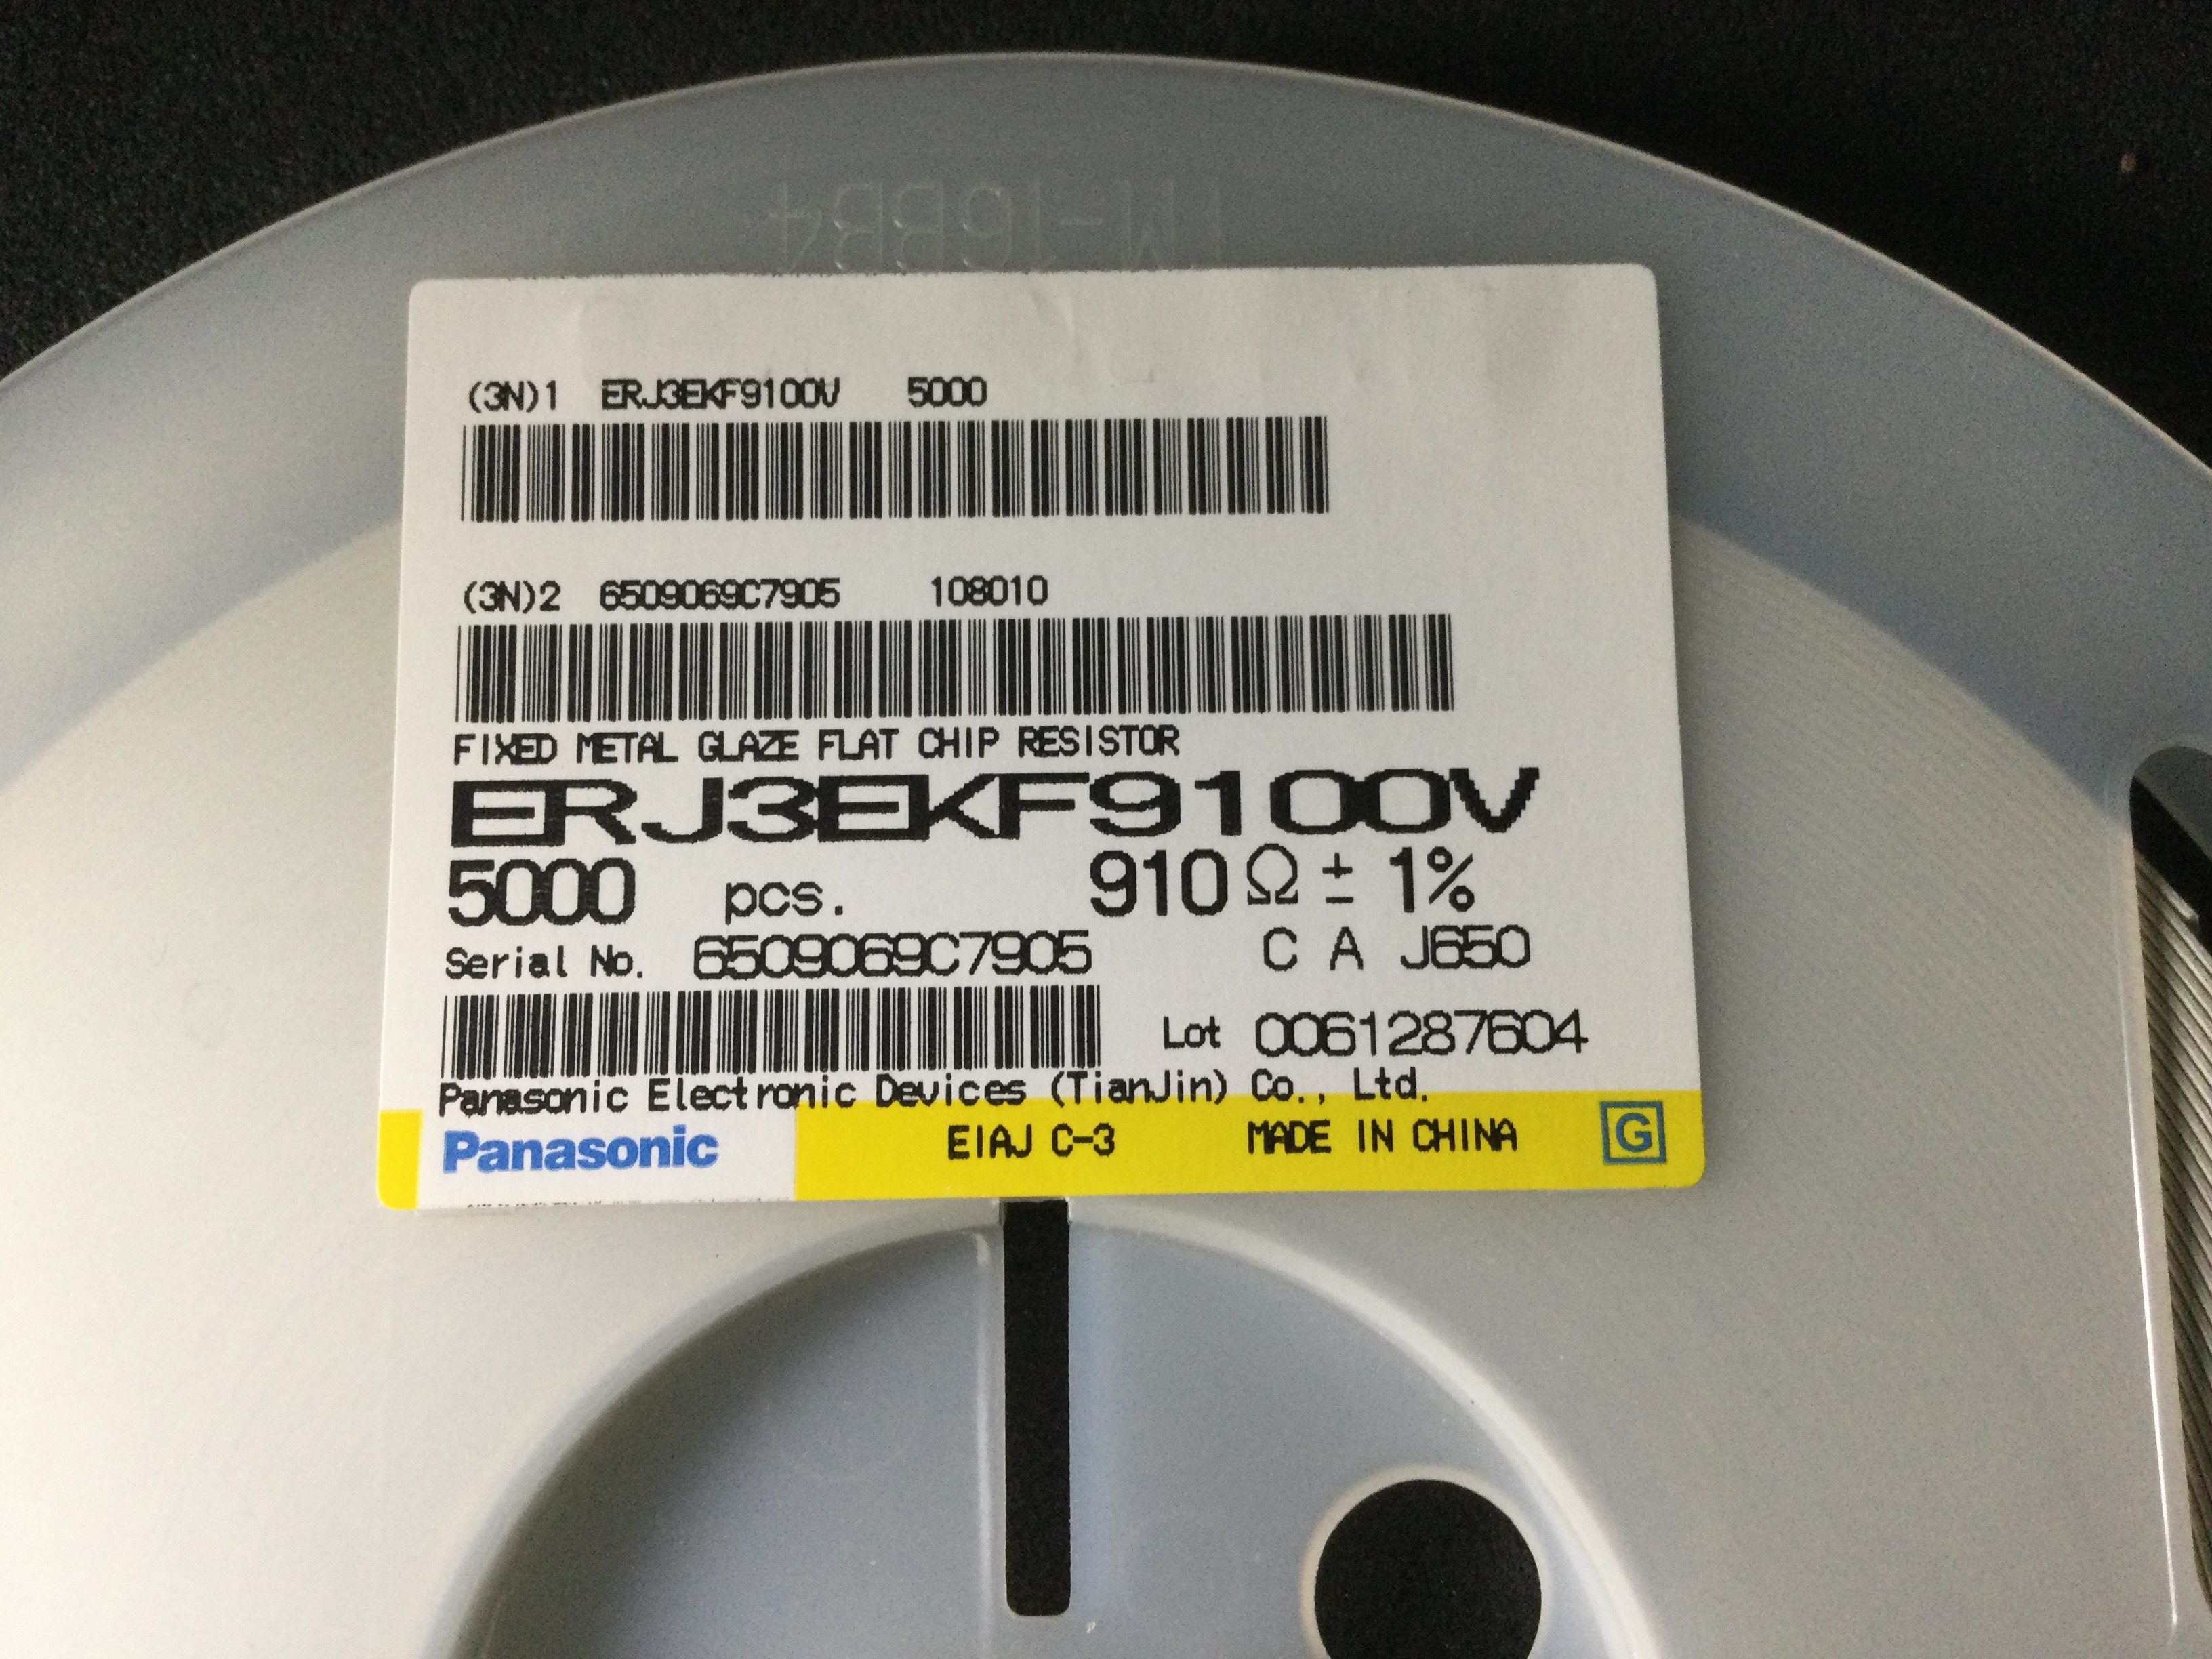 (3N)1 ERJ3EKF9100V 5000
(3N)2 6509069C7905 108010
FIXED METAL GLAZE FLAT CHIP RESISTOR
ERJ3EKF9100V
5000 pcs. 910Ω ± 1%
Serial No. 6509069C7905 C A J650
Lot 0061287604
Panasonic Electronic Devices (TianJin) Co., Ltd.
Panasonic EIAJ C-3 MADE IN CHINA G